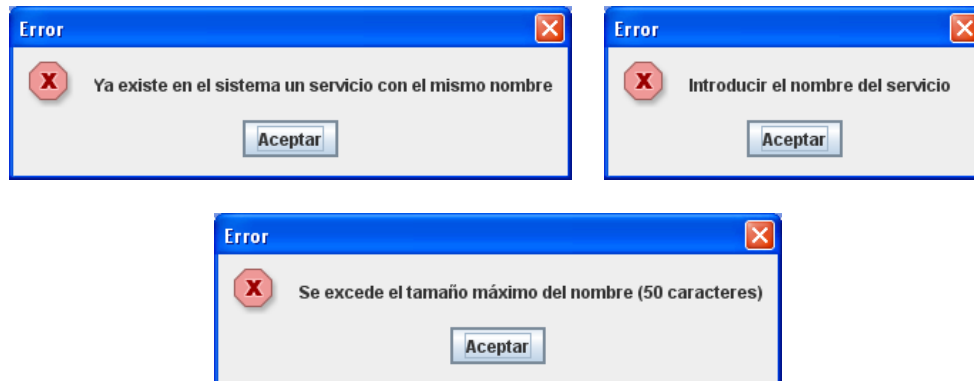 Error
Ya existe en el sistema un servicio con el mismo nombre
Aceptar
Error
Introducir el nombre del servicio
Aceptar
Error
Se excede el tamaño máximo del nombre (50 caracteres)
Aceptar